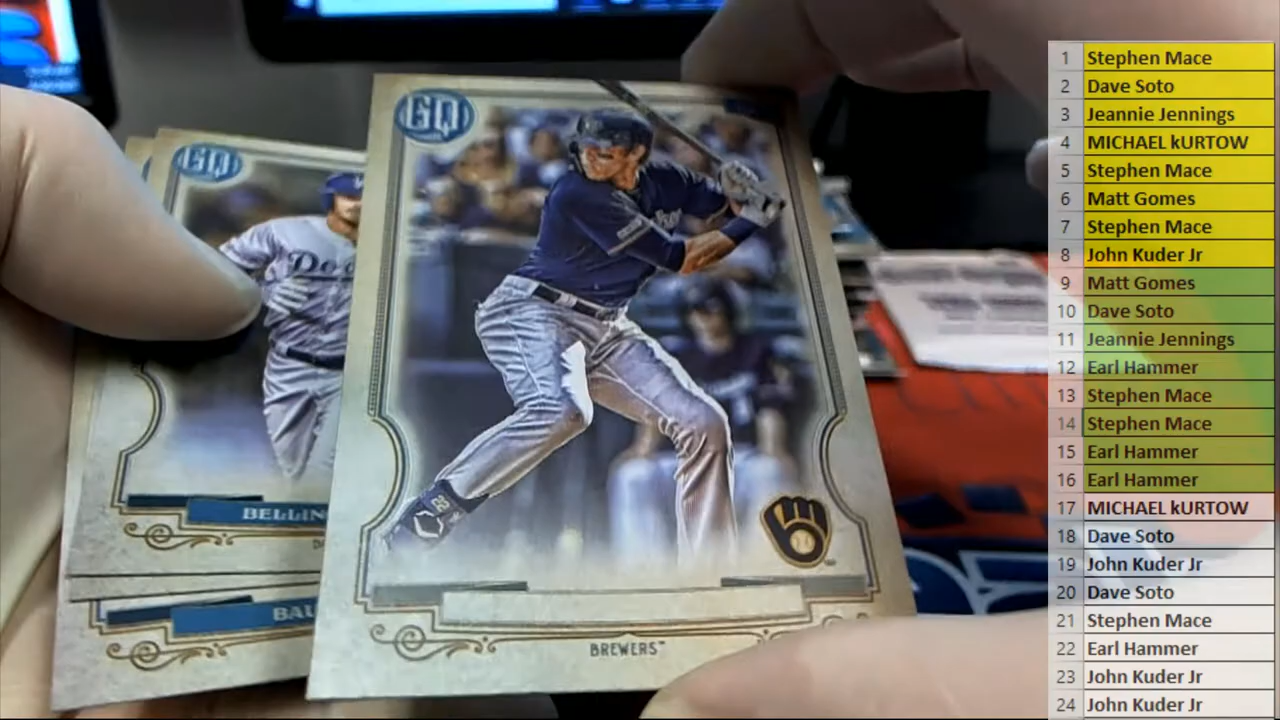 GQ
GQ
Do
22
BELLIN
BAU
BREWERS™
1 Stephen Mace
2 Dave Soto
3 Jeannie Jennings
4 MICHAEL kURTOW
5 Stephen Mace
6 Matt Gomes
7 Stephen Mace
8 John Kuder Jr
9 Matt Gomes
10 Dave Soto
11 Jeannie Jennings
12 Earl Hammer
13 Stephen Mace
14 Stephen Mace
15 Earl Hammer
16 Earl Hammer
17 MICHAEL kURTOW
18 Dave Soto
19 John Kuder Jr
20 Dave Soto
21 Stephen Mace
22 Earl Hammer
23 John Kuder Jr
24 John Kuder Jr